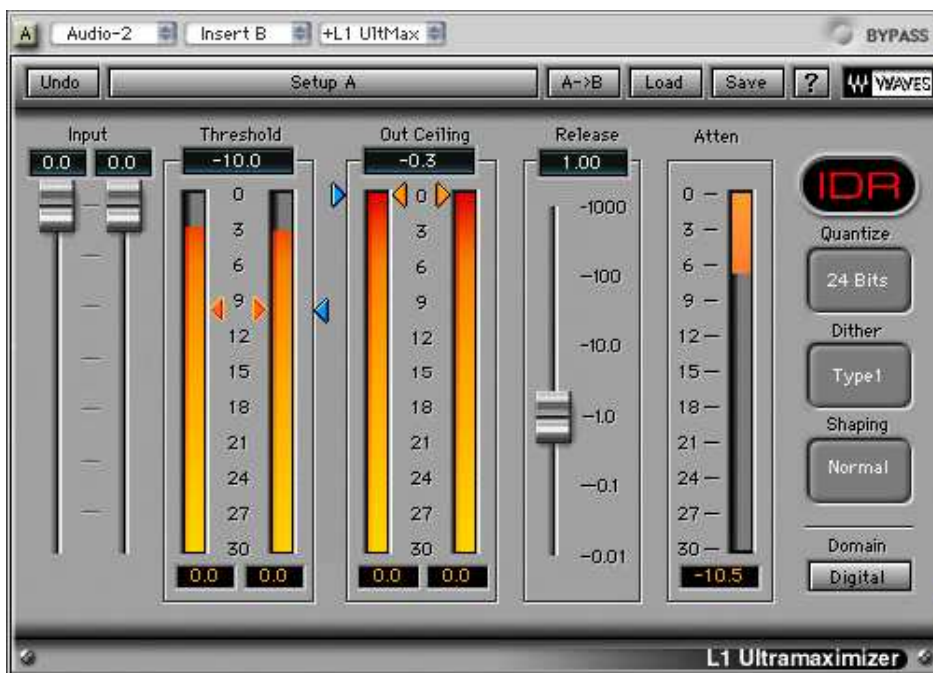 A Audio-2 Insert B +L1 UltMax BYPASS
Undo Setup A A->B Load Save ? WAVES
Input Threshold Out Ceiling Release Atten
0.0 0.0 -10.0 -0.3 1.00
IDR
0 0 -1000 0
3 3 3
Quantize
6 6 -100 6
24 Bits
9 9 9
Dither
12 12 -10.0 12
15 15 15
Type1
18 18 -1.0 18
Shaping
21 21 21
Normal
24 24 -0.1 24
27 27 27
30 30 -0.01 30
Domain
0.0 0.0 0.0 0.0 -10.5
Digital
L1 Ultramaximizer